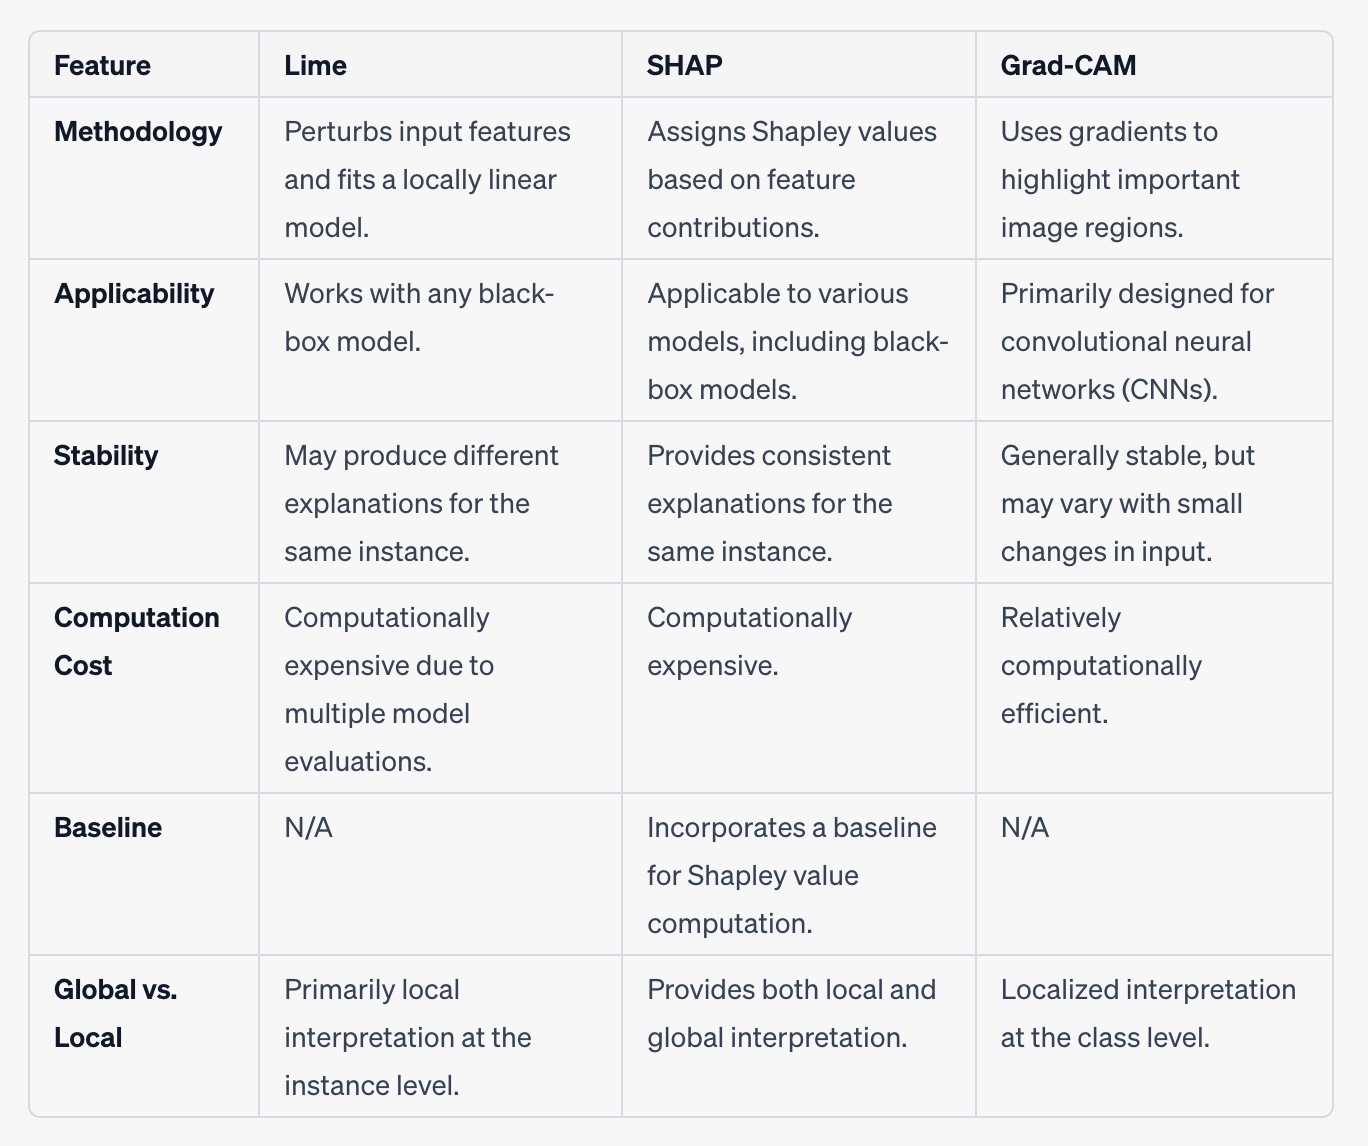 Feature Lime SHAP Grad-CAM
Methodology
Perturbs input features
and fits a locally linear
model.
Assigns Shapley values
based on feature
contributions.
Uses gradients to
highlight important
image regions.
Applicability
Works with any black-
box model.
Applicable to various
models, including black-
box models.
Primarily designed for
convolutional neural
networks (CNNs).
Stability
May produce different
explanations for the
same instance.
Provides consistent
explanations for the
same instance.
Generally stable, but
may vary with small
changes in input.
Computation
Cost
Computationally
expensive due to
multiple model
evaluations.
Computationally
expensive.
Relatively
computationally
efficient.
Baseline
N/A
Incorporates a baseline
for Shapley value
computation.
N/A
Global vs.
Local
Primarily local
interpretation at the
instance level.
Provides both local and
global interpretation.
Localized interpretation
at the class level.